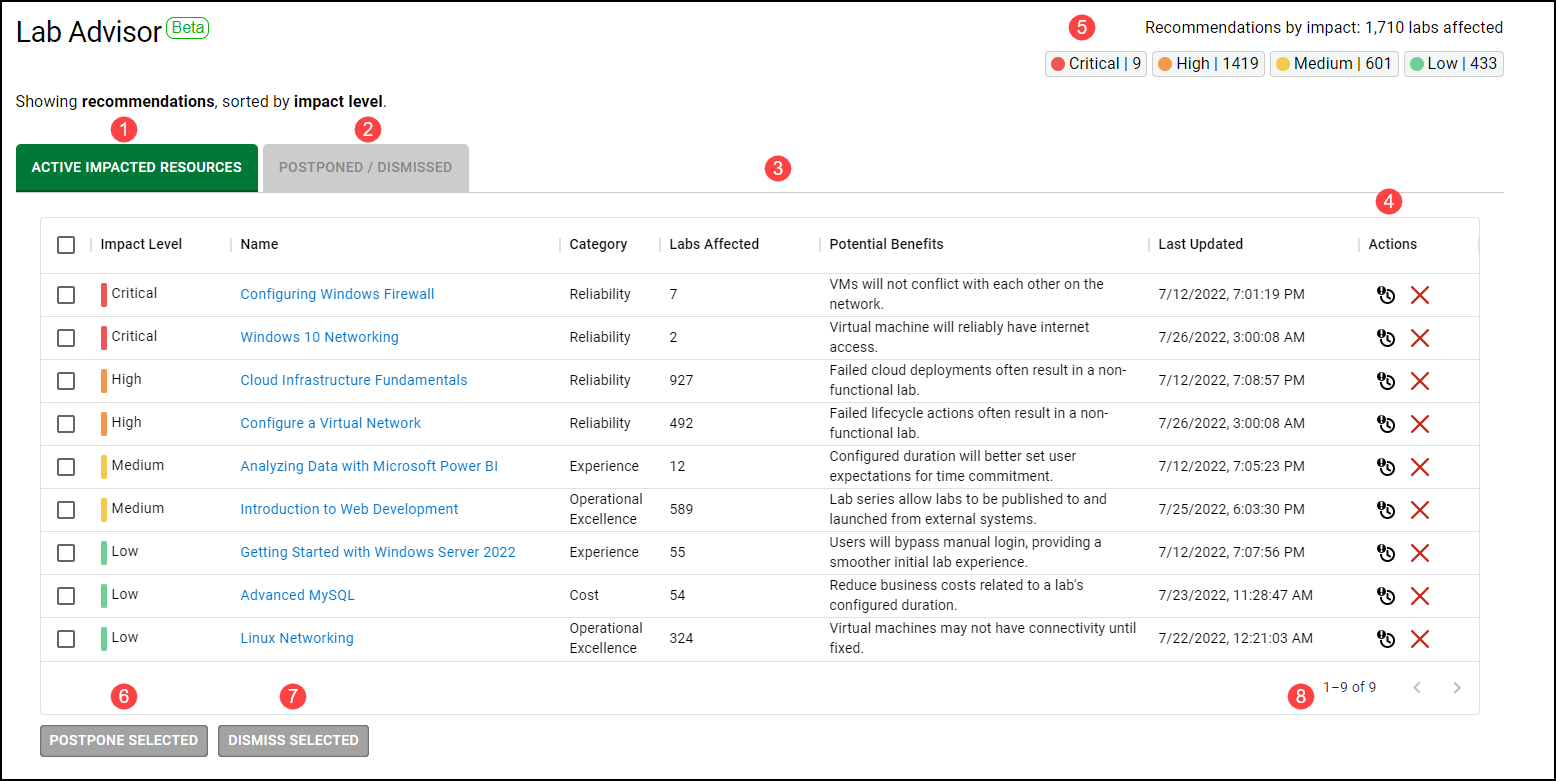 Lab Advisor Beta
5 Recommendations by impact: 1,710 labs affected
Critical | 9 High | 1419 Medium | 601 Low | 433
Showing recommendations, sorted by impact level.
1 2
ACTIVE IMPACTED RESOURCES POSTPONED / DISMISSED 3
4
Impact Level Name Category Labs Affected Potential Benefits Last Updated Actions
Critical Configuring Windows Firewall Reliability 7 VMs will not conflict with each other on the
network. 7/12/2022, 7:01:19 PM
Critical Windows 10 Networking Reliability 2 Virtual machine will reliably have internet
access. 7/26/2022, 3:00:08 AM
High Cloud Infrastructure Fundamentals Reliability 927 Failed cloud deployments often result in a non-
functional lab. 7/12/2022, 7:08:57 PM
High Configure a Virtual Network Reliability 492 Failed lifecycle actions often result in a non-
functional lab. 7/26/2022, 3:00:08 AM
Medium Analyzing Data with Microsoft Power BI Experience 12 Configured duration will better set user
expectations for time commitment. 7/12/2022, 7:05:23 PM
Medium Introduction to Web Development Operational
Excellence 589 Lab series allow labs to be published to and
launched from external systems. 7/25/2022, 6:03:30 PM
Low Getting Started with Windows Server 2022 Experience 55 Users will bypass manual login, providing a
smoother initial lab experience. 7/12/2022, 7:07:56 PM
Low Advanced MySQL Cost 54 Reduce business costs related to a lab's
configured duration. 7/23/2022, 11:28:47 AM
Low Linux Networking Operational
Excellence 324 Virtual machines may not have connectivity until
fixed. 7/22/2022, 12:21:03 AM
6 7 8 1–9 of 9
POSTPONE SELECTED DISMISS SELECTED